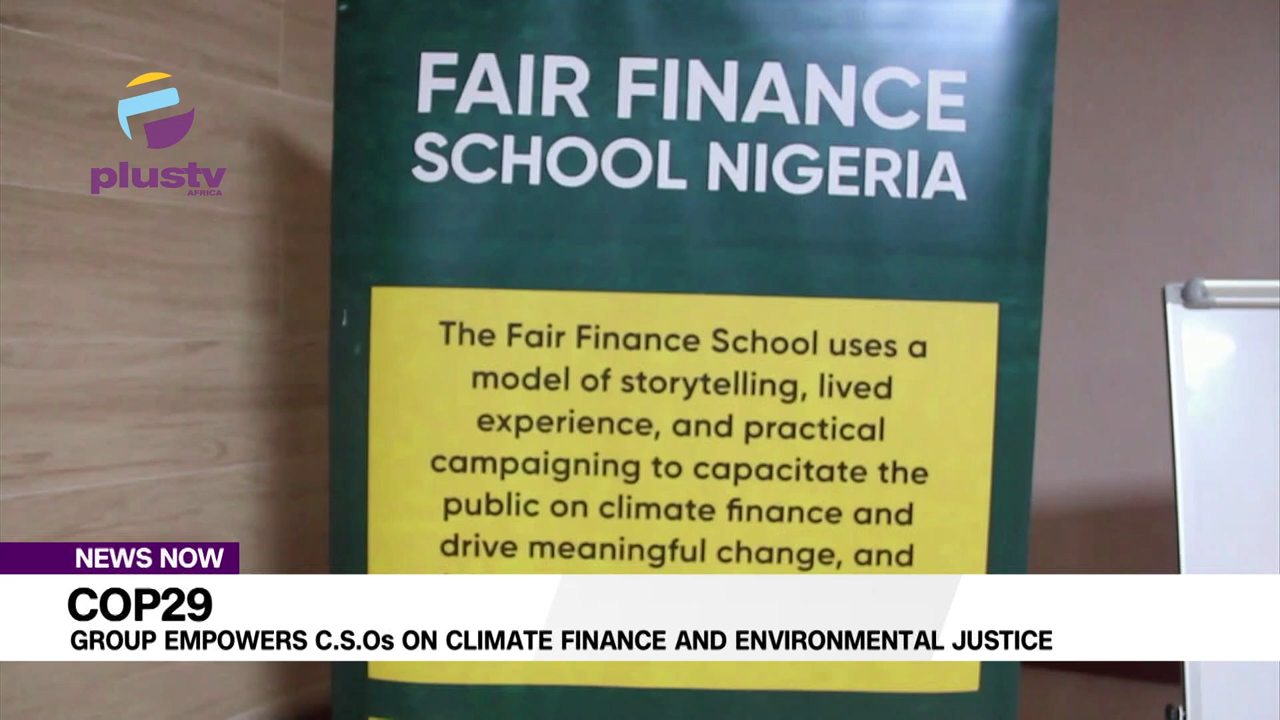 FAIR FINANCE
SCHOOL NIGERIA
plustv
AFRICA
The Fair Finance School uses a
model of storytelling, lived
experience, and practical
campaigning to capacitate the
public on climate finance and
drive meaningful change, and
NEWS NOW
COP29
GROUP EMPOWERS C.S.Os ON CLIMATE FINANCE AND ENVIRONMENTAL JUSTICE